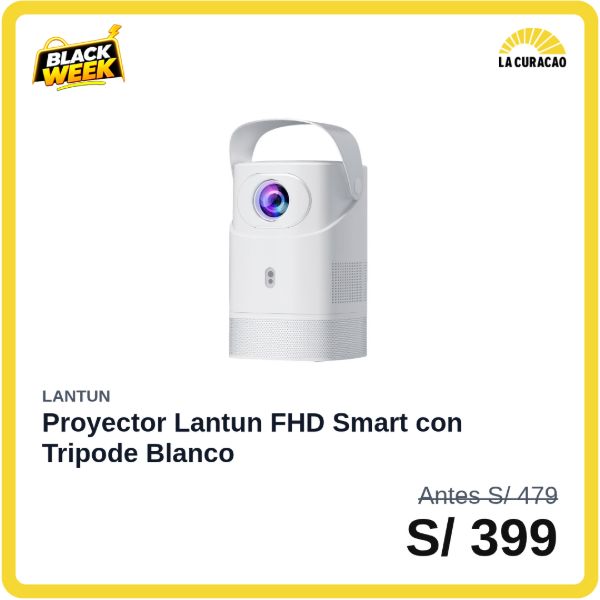 BLACK
WEEK
LA CURACAO
LANTUN
Proyector Lantun FHD Smart con
Tripode Blanco
Antes S/ 479
S/ 399